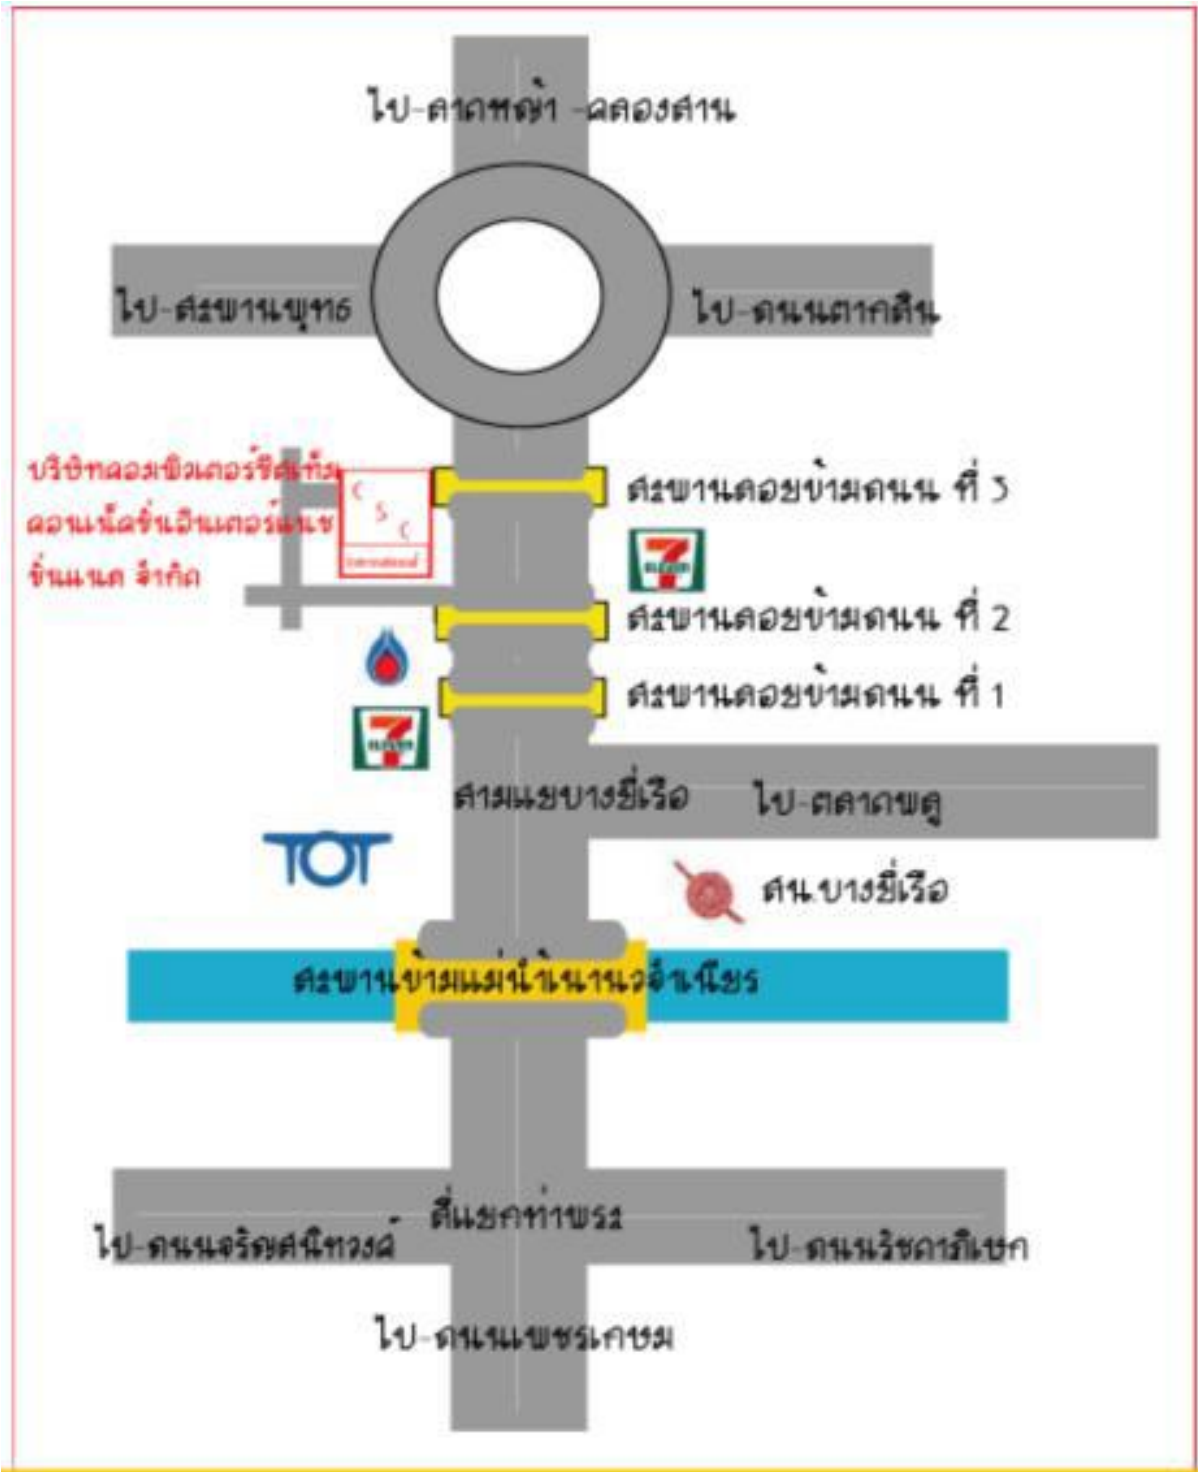 ไป-ลาดหญ้า -คลองสาน
ไป-สะพานพุทธ
ไป-ถนนตากสิน
บริษัทคอมพิวเตอร์ซิสเท็ม
คอนเน็คชั่นอินเตอร์เนช
ชั่นแนล จำกัด
C
S
C
สะพานลอยข้ามถนน ที่ 3
7
ELEVEN
สะพานลอยข้ามถนน ที่ 2
สะพานลอยข้ามถนน ที่ 1
7
ELEVEN
สามแยบางยี่เรือ
ไป-ตลาดพลู
TOT
สน.บางยี่เรือ
สะพานข้ามแม่น้ำเนาวจำเนียร
สี่แยกท่าพระ
ไป-ถนนจรัญสนิทวงศ์
ไป-ถนนรัชดาภิเษก
ไป-ถนนเพชรเกษม